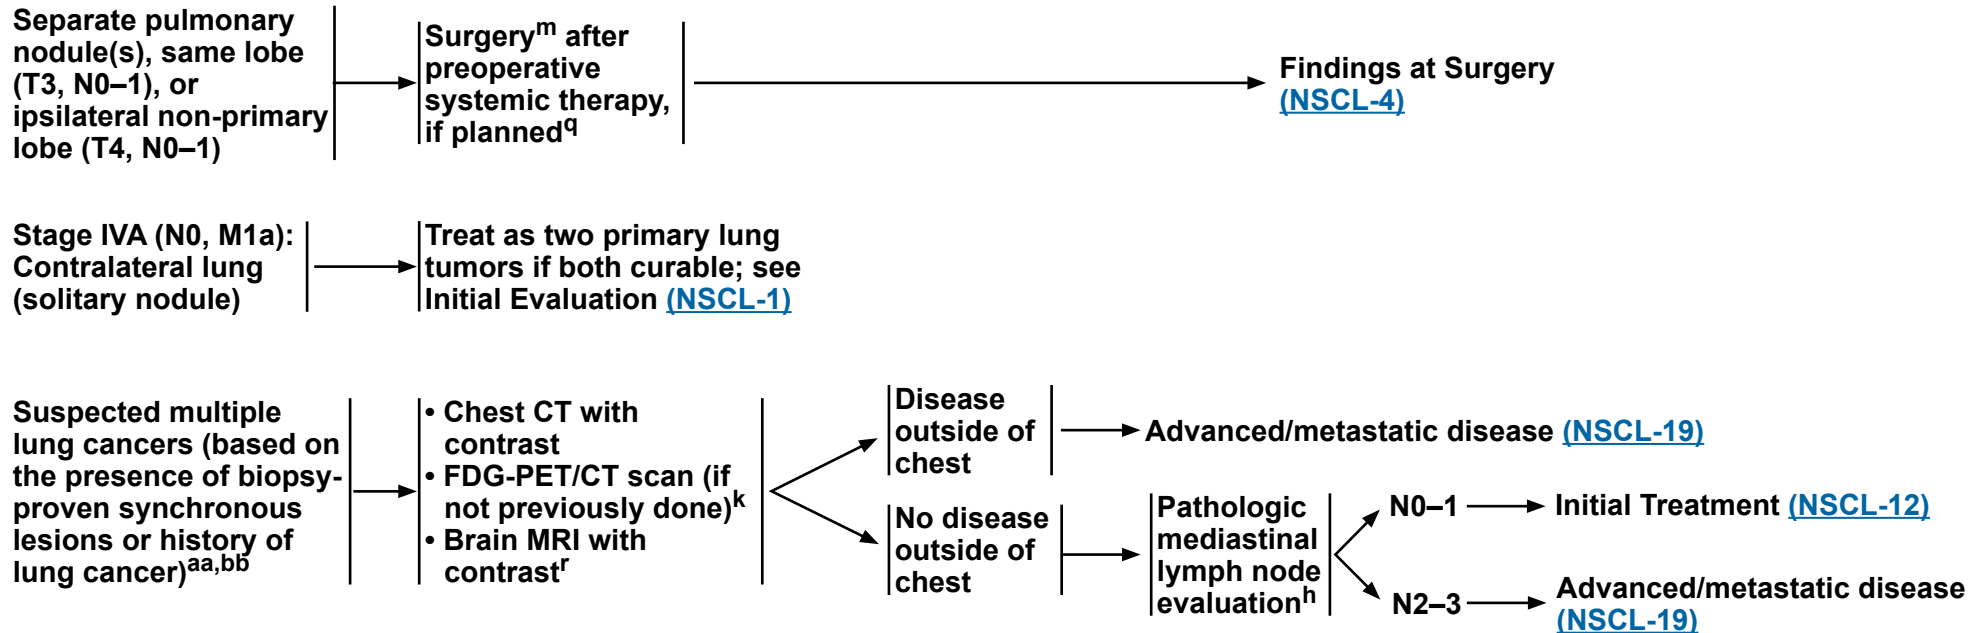 Separate pulmonary
nodule(s), same lobe
(T3, N0–1), or
ipsilateral non-primary
lobe (T4, N0–1)
Surgerym after
preoperative
systemic therapy,
if plannedq
Findings at Surgery
(NSCL-4)
Stage IVA (N0, M1a):
Contralateral lung
(solitary nodule)
Treat as two primary lung
tumors if both curable; see
Initial Evaluation (NSCL-1)
Suspected multiple
lung cancers (based on
the presence of biopsy-
proven synchronous
lesions or history of
lung cancer)aa,bb
• Chest CT with
contrast
• FDG-PET/CT scan (if
not previously done)k
• Brain MRI with
contrastr
Disease
outside of
chest
Advanced/metastatic disease (NSCL-19)
No disease
outside of
chest
Pathologic
mediastinal
lymph node
evaluationh
N0–1
Initial Treatment (NSCL-12)
N2–3
Advanced/metastatic disease
(NSCL-19)